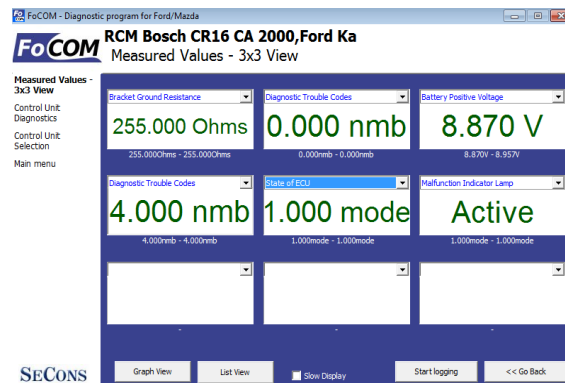 FoCOM - Diagnostic program for Ford/Mazda
FoCOM
RCM Bosch CR16 CA 2000,Ford Ka
Measured Values - 3x3 View
Measured Values -
3x3 View
Control Unit
Diagnostics
Control Unit
Selection
Main menu
Bracket Ground Resistance
Diagnostic Trouble Codes
Battery Positive Voltage
255.000 Ohms
0.000 nmb
8.870 V
255.000Ohms - 255.000Ohms
0.000nmb - 0.000nmb
8.870V - 8.957V
Diagnostic Trouble Codes
State of ECU
Malfunction Indicator Lamp
4.000 nmb
1.000 mode
Active
4.000nmb - 4.000nmb
1.000mode - 1.000mode
1.000mode - 1.000mode
-
-
-
SECONS
Graph View
List View
Slow Display
Start logging
<< Go Back